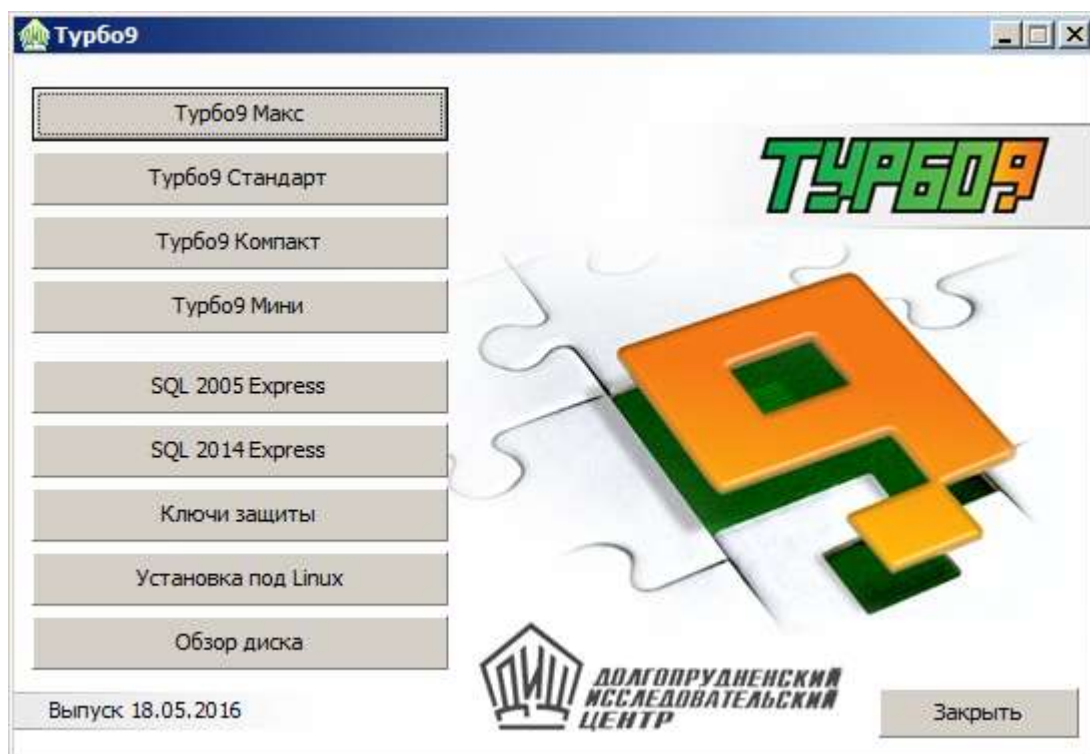 Турбо9
Турбо9 Макс
Турбо9 Стандарт
Турбо9 Компакт
Турбо9 Мини
SQL 2005 Express
SQL 2014 Express
Ключи защиты
Установка под Linux
Обзор диска
Выпуск 18.05.2016
ТУРБО9
ДИЦ
ДОЛГОПРУДНЕНСКИЙ
ИССЛЕДОВАТЕЛЬСКИЙ
ЦЕНТР
Закрыть